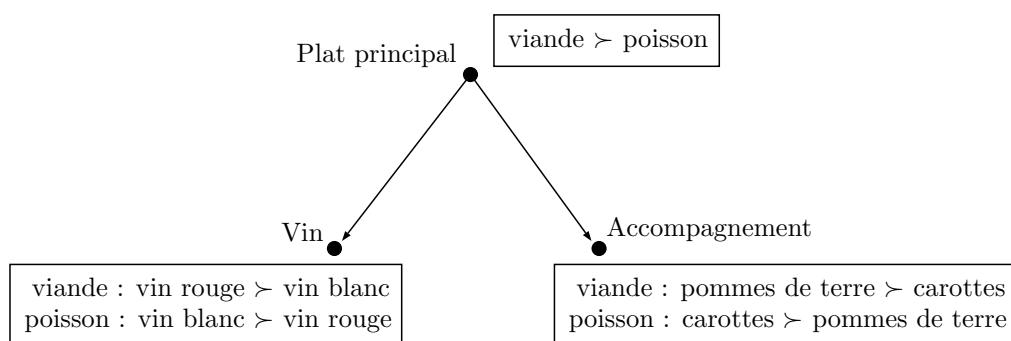 viande ≻ poisson
Plat principal
Vin
Accompagnement
viande : vin rouge ≻ vin blanc
poisson : vin blanc ≻ vin rouge
viande : pommes de terre ≻ carottes
poisson : carottes ≻ pommes de terre